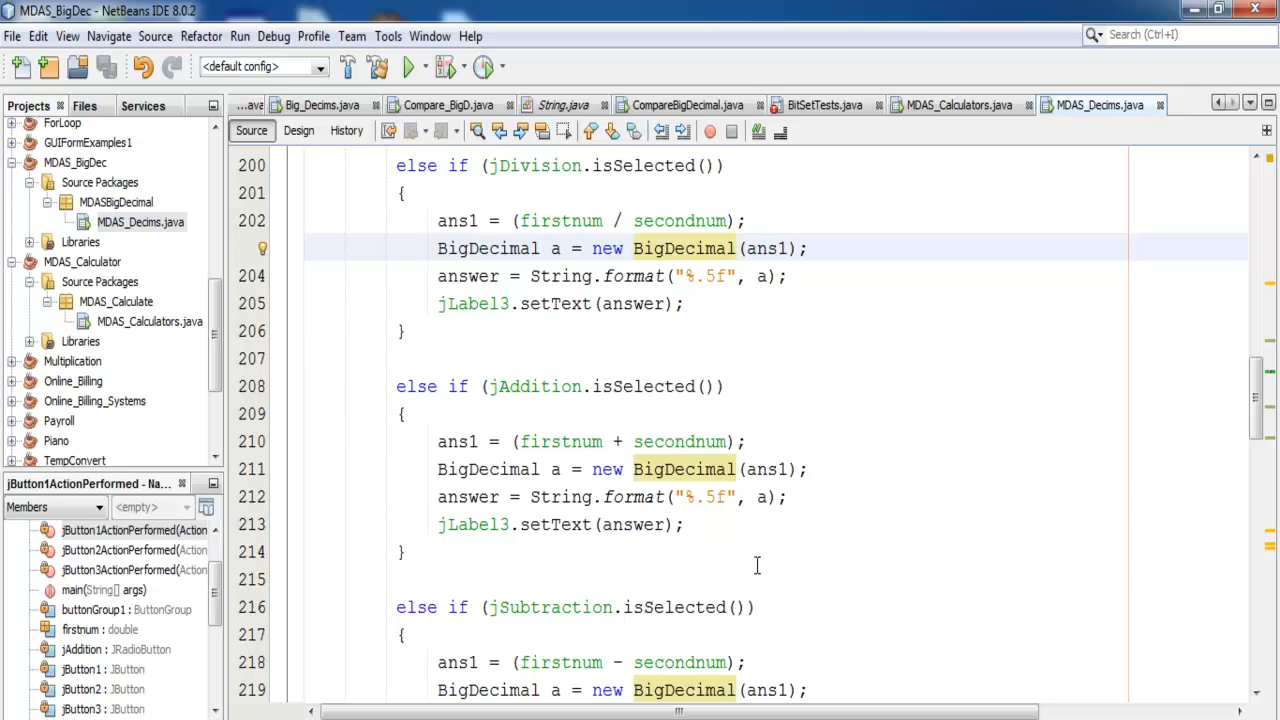 MDAS_BigDec - NetBeans IDE 8.0.2
File Edit View Navigate Source Refactor Run Debug Profile Team Tools Window Help
Search (Ctrl+I)
<default config>
Projects Files Services
...ava Big_Decims.java Compare_BigD.java String.java CompareBigDecimal.java BitSetTests.java MDAS_Calculators.java MDAS_Decims.java
Source Design History
ForLoop
GUIFormExamples1
MDAS_BigDec
Source Packages
MDASBigDecimal
MDAS_Decims.java
Libraries
MDAS_Calculator
Source Packages
MDAS_Calculate
MDAS_Calculators.java
Libraries
Multiplication
Online_Billing
Online_Billing_Systems
Payroll
Piano
TempConvert
jButton1ActionPerformed - Na...
Members <empty>
jButton1ActionPerformed(Action
jButton2ActionPerformed(Action
jButton3ActionPerformed(Action
main(String[] args)
buttonGroup1 : ButtonGroup
firstnum : double
jAddition : JRadioButton
jButton1 : JButton
jButton2 : JButton
jButton3 : JButton
200 else if (jDivision.isSelected())
201 {
202 ans1 = (firstnum / secondnum);
BigDecimal a = new BigDecimal(ans1);
204 answer = String.format("%.5f", a);
205 jLabel3.setText(answer);
206 }
207
208 else if (jAddition.isSelected())
209 {
210 ans1 = (firstnum + secondnum);
211 BigDecimal a = new BigDecimal(ans1);
212 answer = String.format("%.5f", a);
213 jLabel3.setText(answer);
214 }
215
216 else if (jSubtraction.isSelected())
217 {
218 ans1 = (firstnum - secondnum);
219 BigDecimal a = new BigDecimal(ans1);